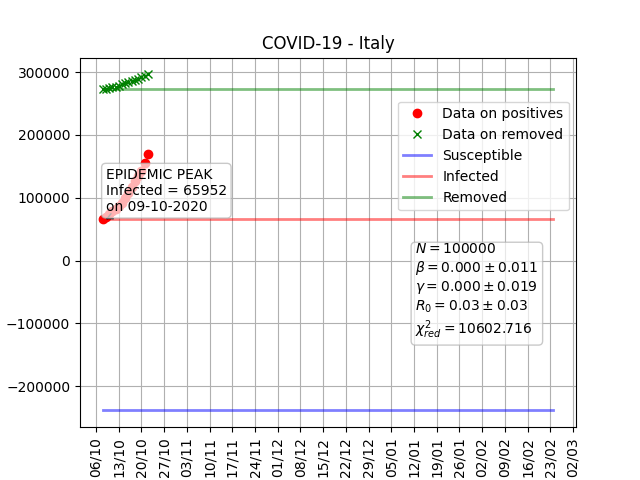 COVID-19 - Italy
300000
200000
100000
0
−100000
−200000
Data on positives
Data on removed
Susceptible
Infected
Removed
EPIDEMIC PEAK
Infected = 65952
on 09-10-2020
N = 100000
β = 0.000 ± 0.011
γ = 0.000 ± 0.019
R₀ = 0.03 ± 0.03
χ²_red = 10602.716
06/10
13/10
20/10
27/10
03/11
10/11
17/11
24/11
01/12
08/12
15/12
22/12
29/12
05/01
12/01
19/01
26/01
02/02
09/02
16/02
23/02
02/03